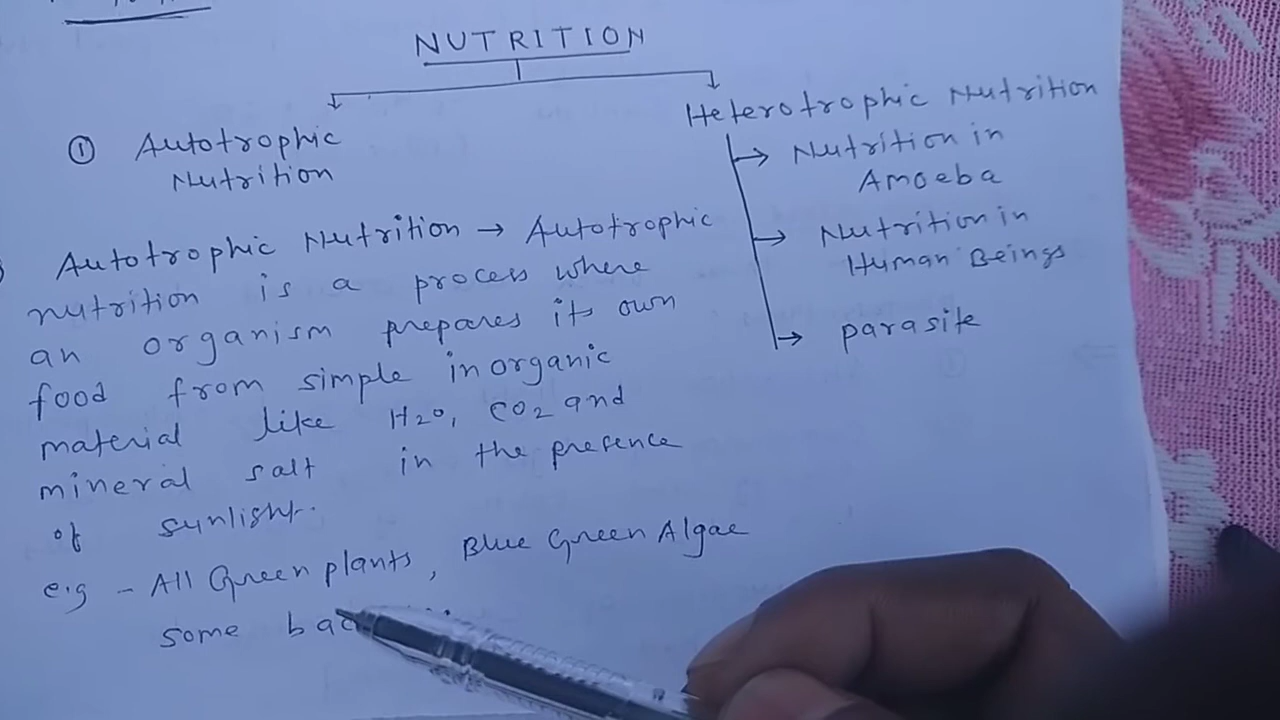 NUTRITION
① Autotrophic
Nutrition
Heterotrophic Nutrition
→ Nutrition in
Amoeba
→ Nutrition in
Human Beings
→ parasite
Autotrophic Nutrition → Autotrophic
nutrition is a process where
an organism prepares its own
food from simple inorganic
material like H2O, CO2 and
mineral salt in the presence
of sunlight.
e.g - All Green plants, Blue Green Algae
some